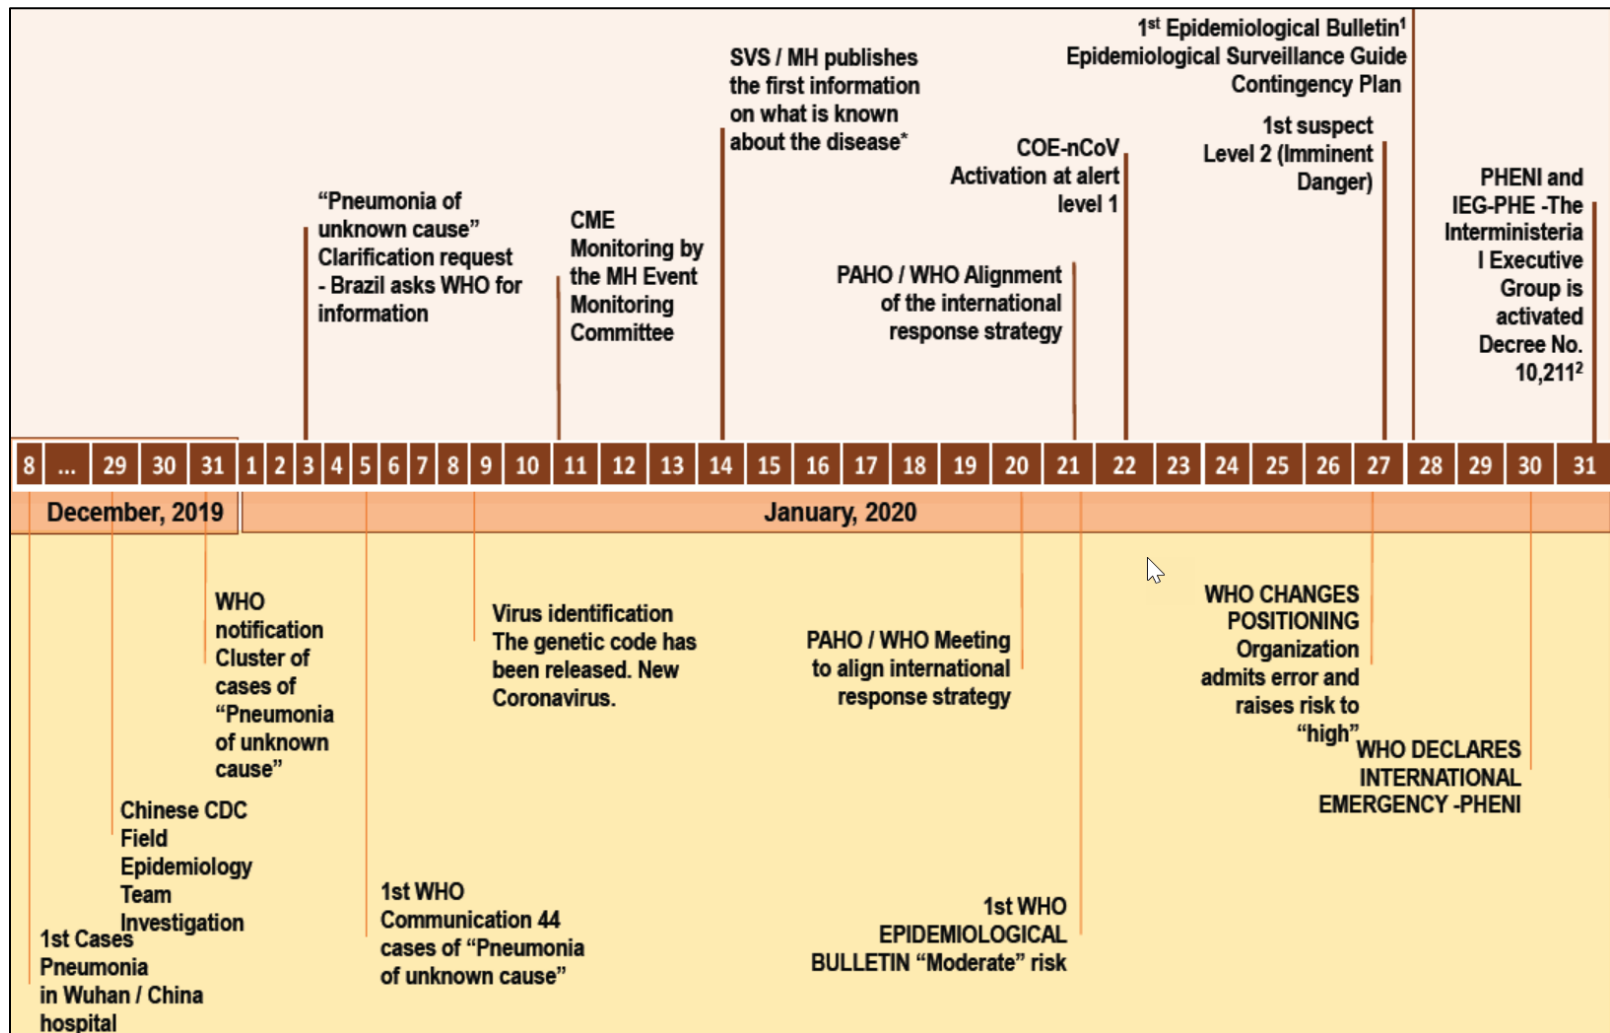 1st Epidemiological Bulletin¹
Epidemiological Surveillance Guide
Contingency Plan
SVS / MH publishes
the first information
on what is known
about the disease*
1st suspect
Level 2 (Imminent
Danger)
COE-nCoV
Activation at alert
level 1
PHENI and
IEG-PHE -The
Interministeria
l Executive
Group is
activated
Decree No.
10,211²
“Pneumonia of
unknown cause”
Clarification request
- Brazil asks WHO for
information
CME
Monitoring by
the MH Event
Monitoring
Committee
PAHO / WHO Alignment
of the international
response strategy
8 ... 29 30 31 1 2 3 4 5 6 7 8 9 10 11 12 13 14 15 16 17 18 19 20 21 22 23 24 25 26 27 28 29 30 31
December, 2019 January, 2020
WHO
notification
Cluster of
cases of
“Pneumonia
of unknown
cause”
Virus identification
The genetic code has
been released. New
Coronavirus.
PAHO / WHO Meeting
to align international
response strategy
WHO CHANGES
POSITIONING
Organization
admits error and
raises risk to
“high”
WHO DECLARES
INTERNATIONAL
EMERGENCY -PHENI
Chinese CDC
Field
Epidemiology
Team
Investigation
1st Cases
Pneumonia
in Wuhan / China
hospital
1st WHO
Communication 44
cases of “Pneumonia
of unknown cause”
1st WHO
EPIDEMIOLOGICAL
BULLETIN “Moderate” risk